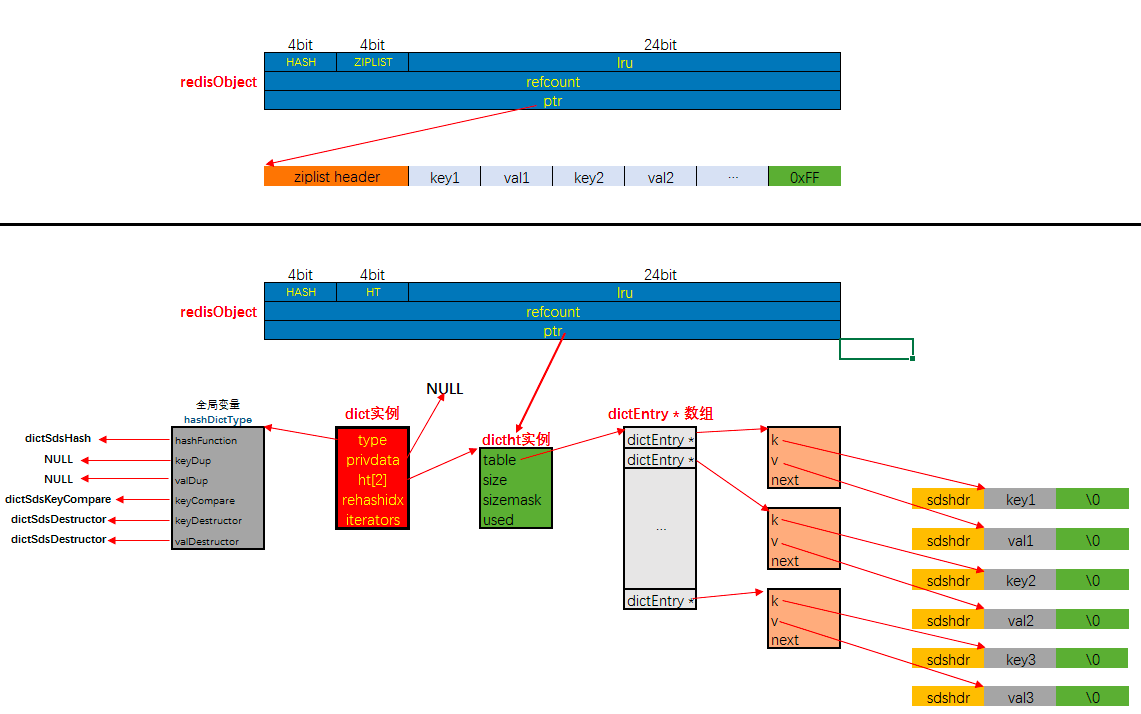 4bit 4bit 24bit
HASH ZIPLIST lru
redisObject refcount
ptr
ziplist header key1 val1 key2 val2 ... 0xFF
4bit 4bit 24bit
HASH HT lru
redisObject refcount
ptr
NULL
全局变量
hashDictType
dict实例
dictEntry * 数组
dictht实例
dictSdsHash hashFunction
NULL keyDup
NULL valDup
dictSdsKeyCompare keyCompare
dictSdsDestructor keyDestructor
dictSdsDestructor valDestructor
type
privdata
ht[2]
rehashidx
iterators
table
size
sizemask
used
dictEntry *
dictEntry *
...
dictEntry *
k
v
next
k
v
next
k
v
next
sdshdr key1 \0
sdshdr val1 \0
sdshdr key2 \0
sdshdr val2 \0
sdshdr key3 \0
sdshdr val3 \0